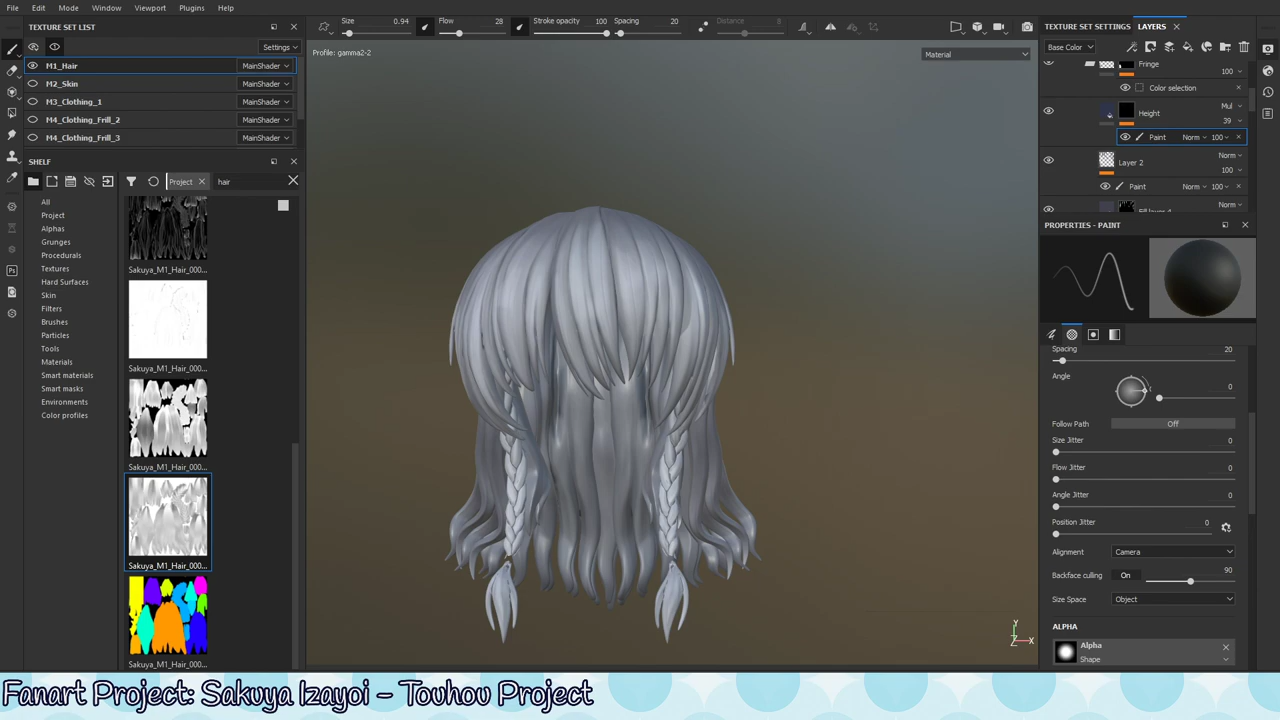 File Edit Mode Window Viewport Plugins Help
TEXTURE SET LIST
Settings
M1_Hair MainShader
M2_Skin MainShader
M3_Clothing_1 MainShader
M4_Clothing_Frill_2 MainShader
M4_Clothing_Frill_3 MainShader
SHELF
Project hair
All
Project
Alphas
Grunges
Procedurals
Textures
Hard Surfaces
Skin
Filters
Brushes
Particles
Tools
Materials
Smart materials
Smart masks
Environments
Color profiles
Sakuya_M1_Hair_000...
Sakuya_M1_Hair_000...
Sakuya_M1_Hair_000...
Sakuya_M1_Hair_000...
Sakuya_M1_Hair_000...
Size 0.94 Flow 28 Stroke opacity 100 Spacing 20 Distance 8
Profile: gamma2-2
Material
Y
X
Z
TEXTURE SET SETTINGS LAYERS
Base Color
Fringe 100
Color selection
Height Mul 39
Paint Norm 100
Layer 2 Norm 100
Paint Norm 100
Fill layer 4 Norm
PROPERTIES - PAINT
Spacing 20
Angle 0
Follow Path Off
Size Jitter 0
Flow Jitter 0
Angle Jitter 0
Position Jitter 0
Alignment Camera
Backface culling On 90
Size Space Object
ALPHA
Alpha
Shape
Fanart Project: Sakuya Izayoi - Touhou Project